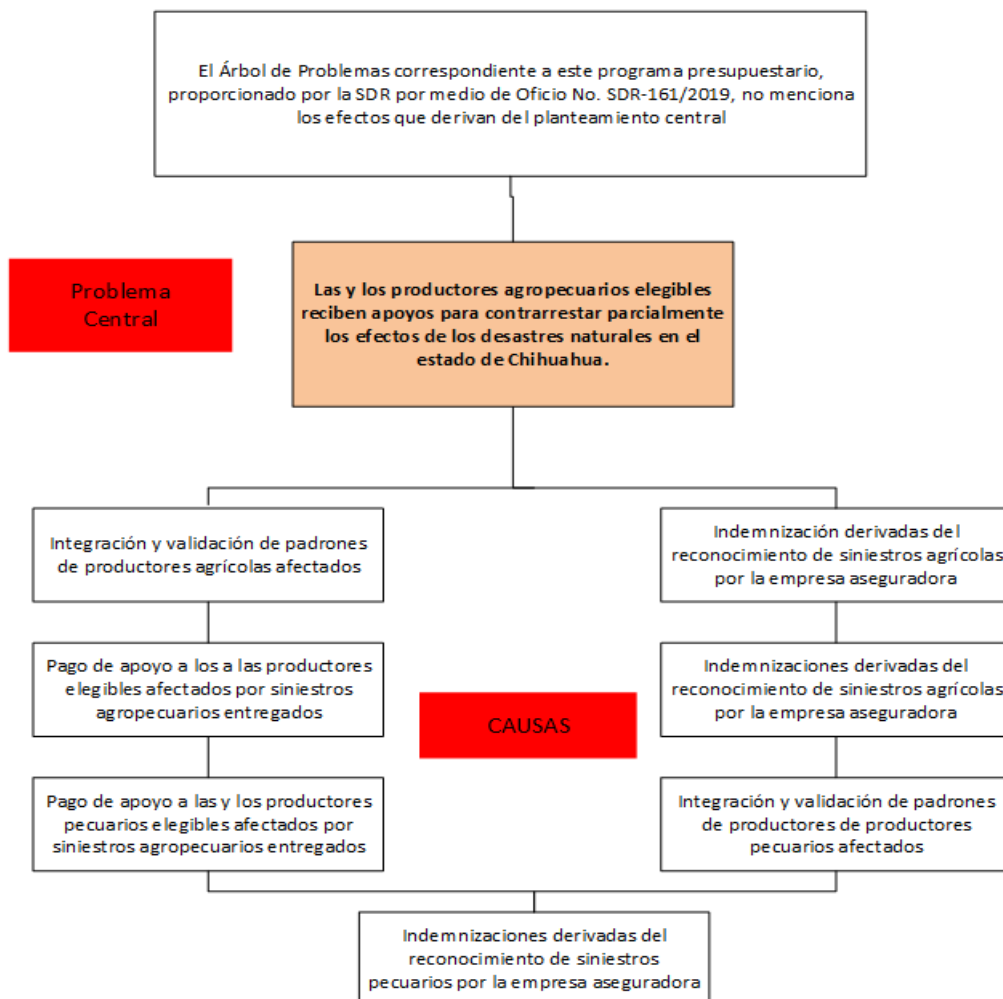 El Árbol de Problemas correspondiente a este programa presupuestario,
proporcionado por la SDR por medio de Oficio No. SDR-161/2019, no menciona
los efectos que derivan del planteamiento central
Problema
Central
Las y los productores agropecuarios elegibles
reciben apoyos para contrarrestar parcialmente
los efectos de los desastres naturales en el
estado de Chihuahua.
Integración y validación de padrones
de productores agrícolas afectados
Indemnización derivadas del
reconocimiento de siniestros agrícolas
por la empresa aseguradora
Pago de apoyo a los a las productores
elegibles afectados por siniestros
agropecuarios entregados
Indemnizaciones derivadas del
reconocimiento de siniestros agrícolas
por la empresa aseguradora
CAUSAS
Pago de apoyo a las y los productores
pecuarios elegibles afectados por
siniestros agropecuarios entregados
Integración y validación de padrones
de productores de productores
pecuarios afectados
Indemnizaciones derivadas del
reconocimiento de siniestros
pecuarios por la empresa aseguradora